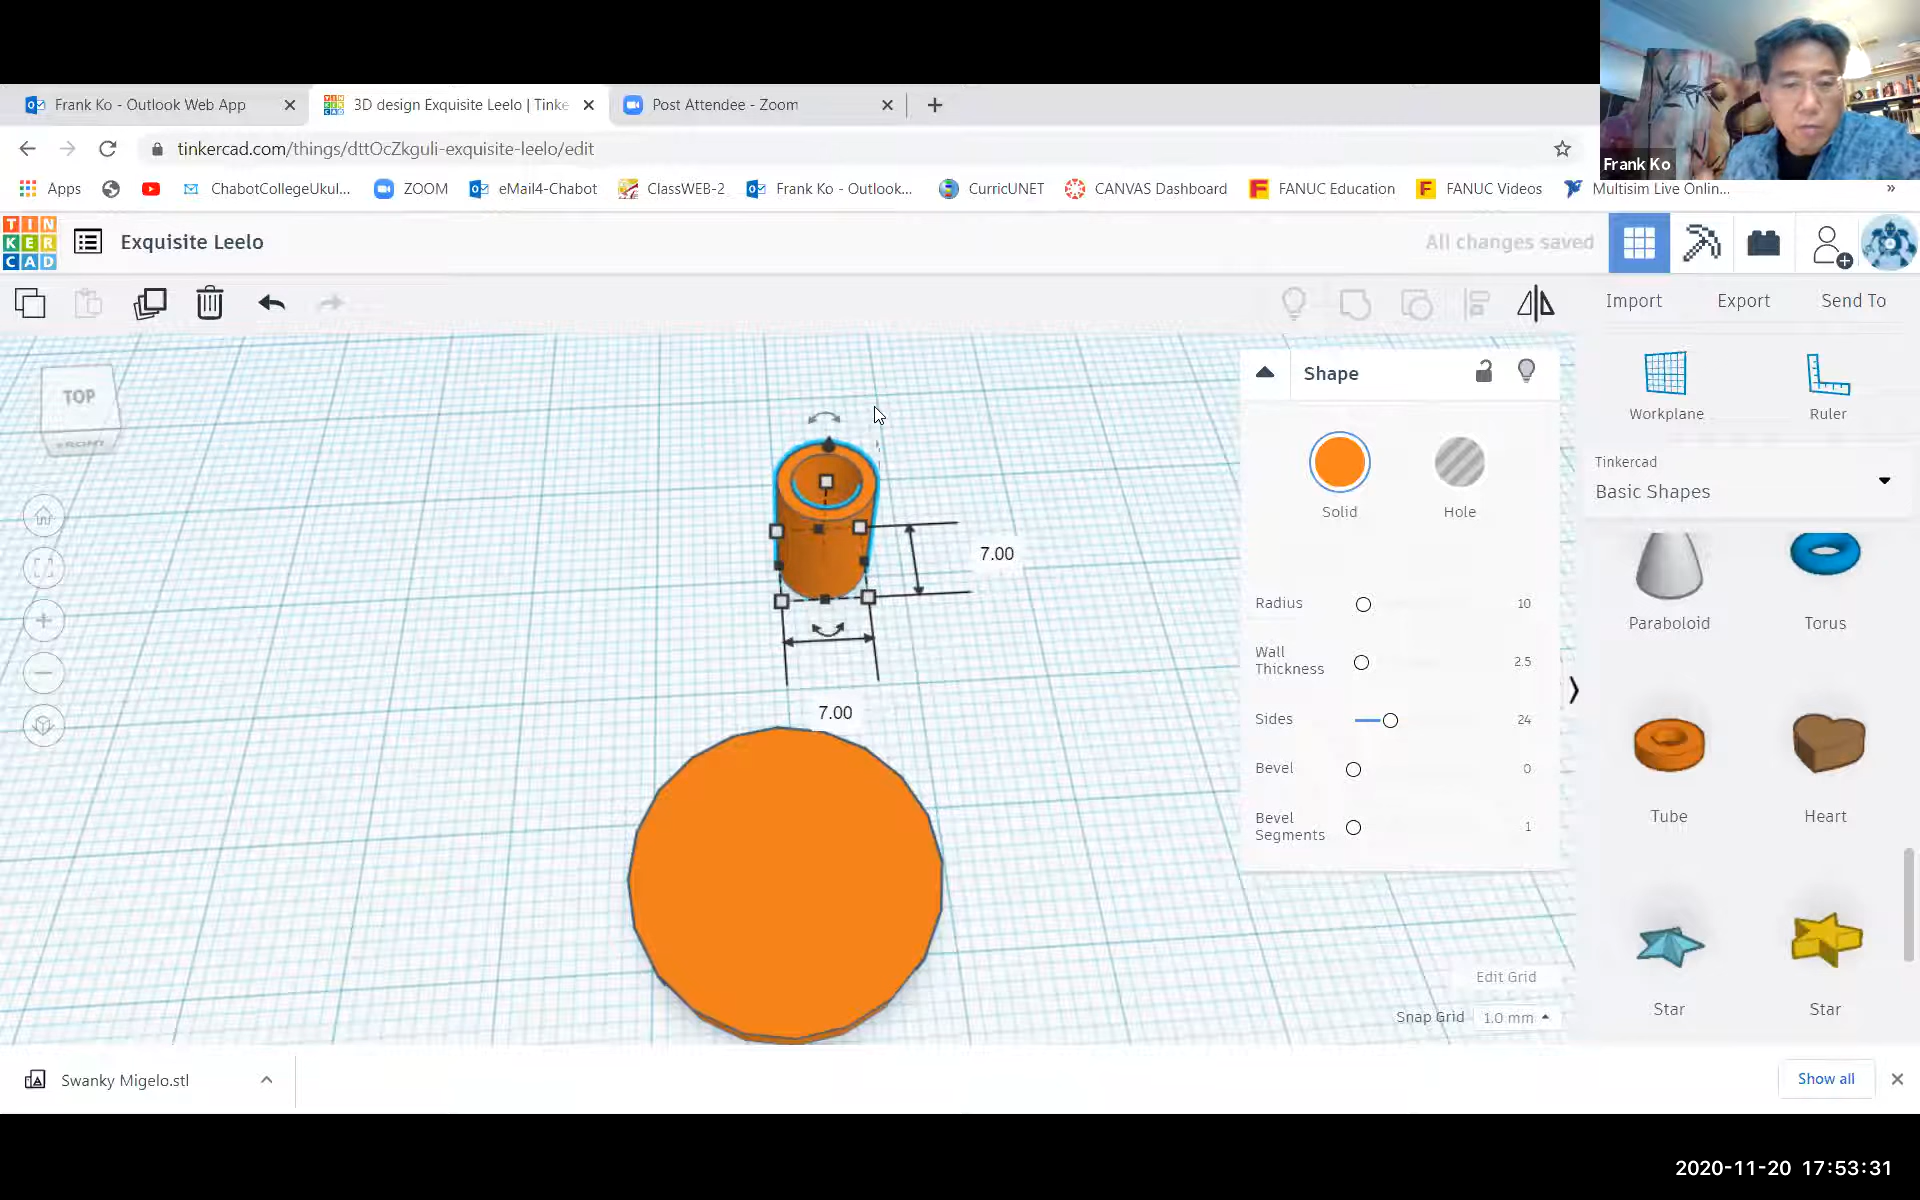 Frank Ko - Outlook Web App
3D design Exquisite Leelo | Tinke
Post Attendee - Zoom
Frank Ko
tinkercad.com/things/dttOcZkguli-exquisite-leelo/edit
Apps
ChabotCollegeUkul...
ZOOM
eMail4-Chabot
ClassWEB-2
Frank Ko - Outlook...
CurricUNET
CANVAS Dashboard
FANUC Education
FANUC Videos
Multisim Live Onlin...
»
TIN
KER
CAD
Exquisite Leelo
All changes saved
Import
Export
Send To
TOP
FRONT
Shape
Solid
Hole
Workplane
Ruler
Tinkercad
Basic Shapes
7.00
7.00
Radius
10
Wall
Thickness
2.5
Sides
24
Bevel
0
Bevel
Segments
1
Paraboloid
Torus
Tube
Heart
Star
Star
Edit Grid
Snap Grid
1.0 mm
Swanky Migelo.stl
Show all
2020-11-20 17:53:31